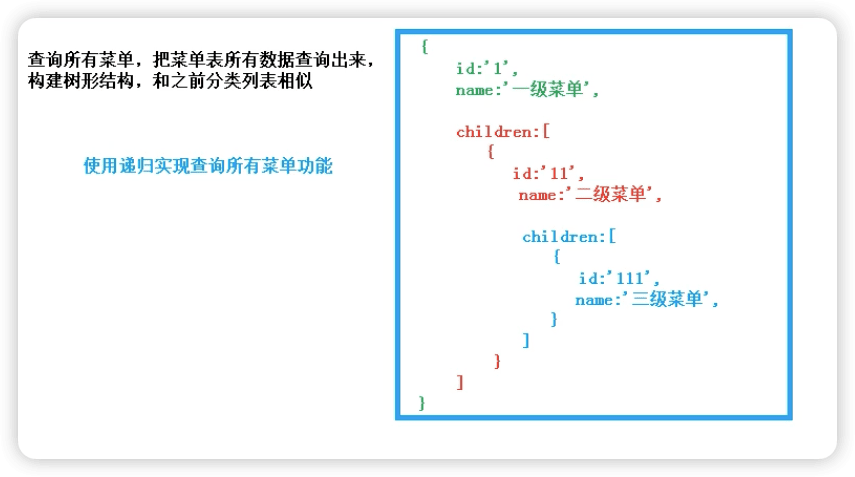 查询所有菜单，把菜单表所有数据查询出来，
构建树形结构，和之前分类列表相似
使用递归实现查询所有菜单功能
{
id:'1',
name:'一级菜单',
children:[
{
id:'11',
name:'二级菜单',
children:[
{
id:'111',
name:'三级菜单',
}
]
}
]
}